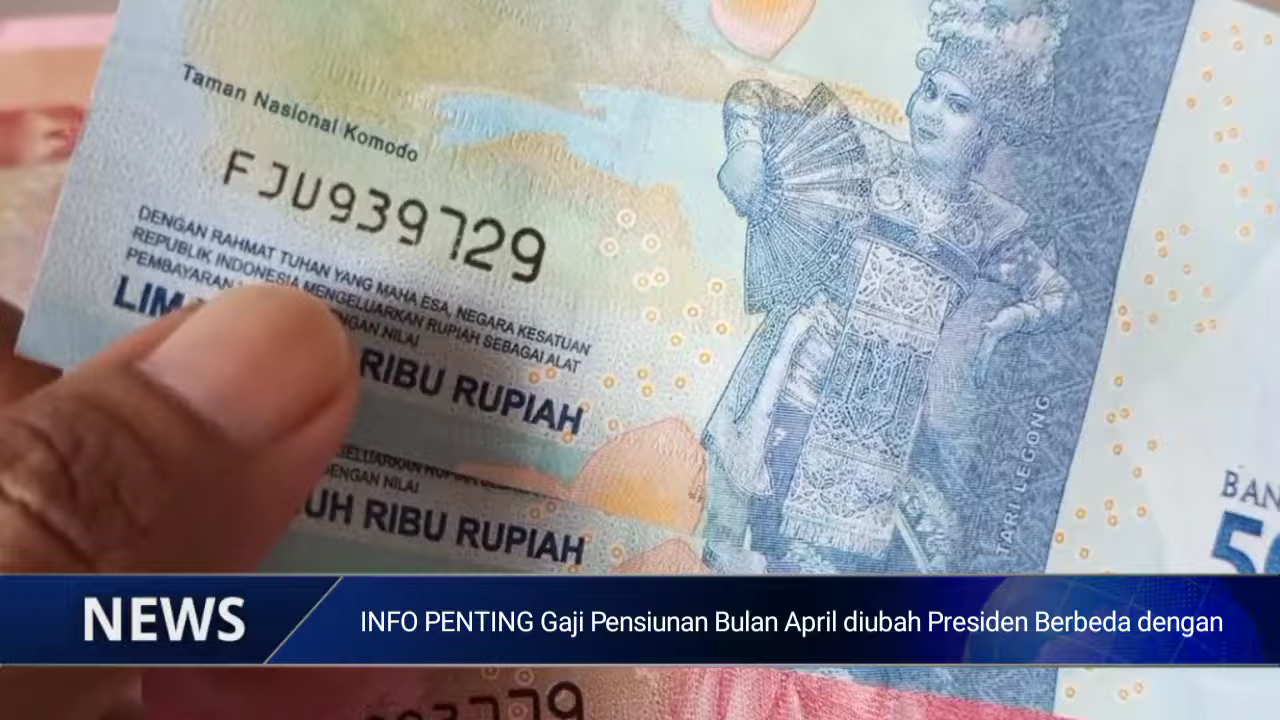 Taman Nasional Komodo
FJU939729
DENGAN RAHMAT TUHAN YANG MAHA ESA, NEGARA KESATUAN
REPUBLIK INDONESIA MENGELUARKAN RUPIAH SEBAGAI ALAT
PEMBAYARAN
DENGAN NILAI
RIBU RUPIAH
DENGAN NILAI
UH RIBU RUPIAH
TARI LEGONG
BAN
NEWS
INFO PENTING Gaji Pensiunan Bulan April diubah Presiden Berbeda dengan